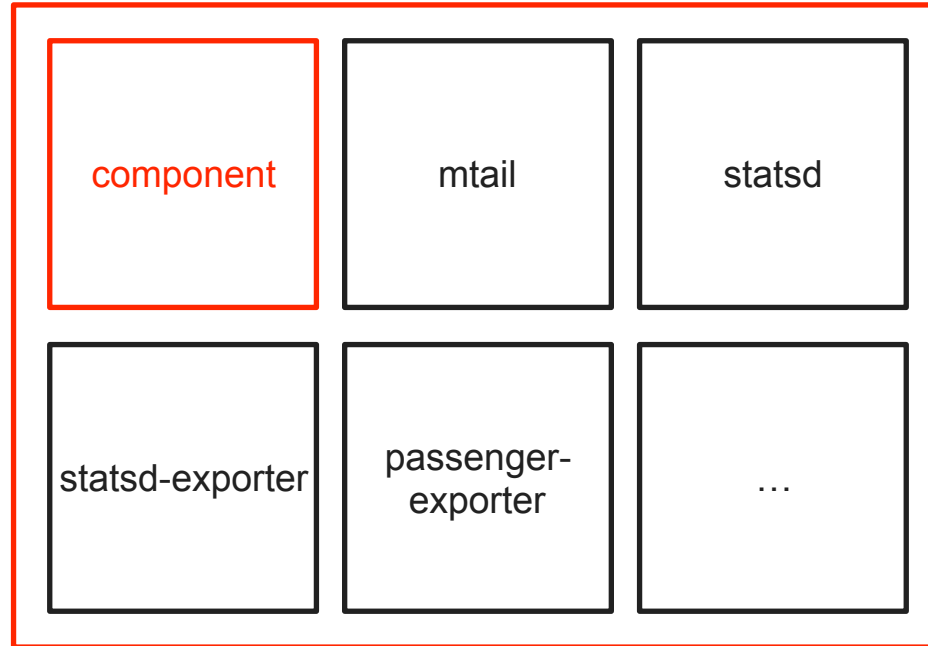 component
mtail
statsd
statsd-exporter
passenger-
exporter
…